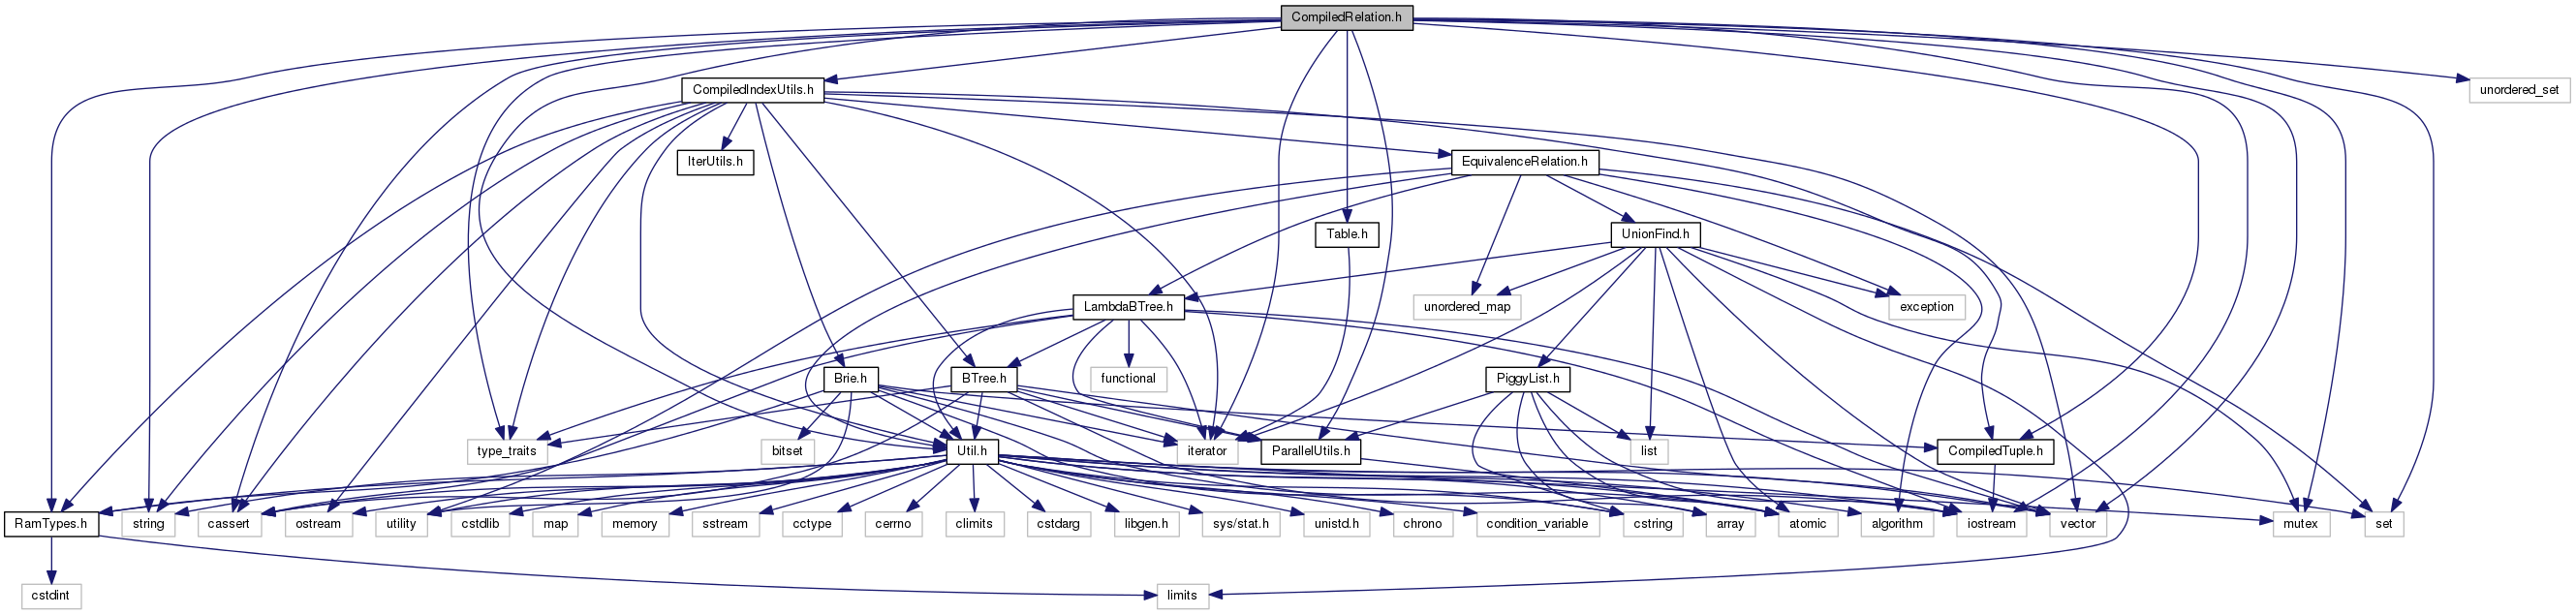 CompiledRelation.h
CompiledIndexUtils.h
unordered_set
IterUtils.h
EquivalenceRelation.h
Table.h
UnionFind.h
LambdaBTree.h
unordered_map
exception
Brie.h
BTree.h
functional
PiggyList.h
type_traits
bitset
Util.h
iterator
ParallelUtils.h
list
CompiledTuple.h
RamTypes.h
string
cassert
ostream
utility
cstdlib
map
memory
sstream
cctype
cerrno
climits
cstdarg
libgen.h
sys/stat.h
unistd.h
chrono
condition_variable
cstring
array
atomic
algorithm
iostream
vector
mutex
set
cstdint
limits